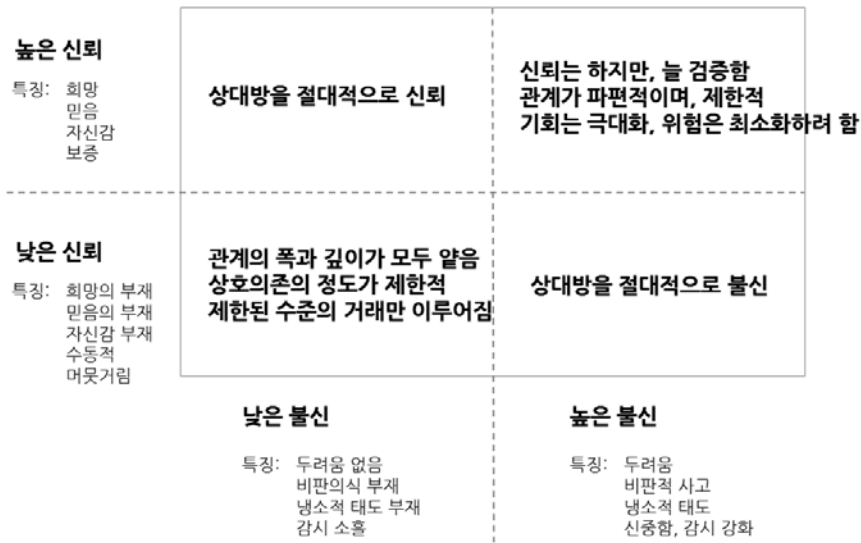 높은 신뢰
특징: 희망
믿음
자신감
보증
상대방을 절대적으로 신뢰
신뢰는 하지만, 늘 검증함
관계가 파편적이며, 제한적
기회는 극대화, 위험은 최소화하려 함
낮은 신뢰
특징: 희망의 부재
믿음의 부재
자신감 부재
수동적
머뭇거림
관계의 폭과 깊이가 모두 얕음
상호의존의 정도가 제한적
제한된 수준의 거래만 이루어짐
상대방을 절대적으로 불신
낮은 불신
특징: 두려움 없음
비판의식 부재
냉소적 태도 부재
감시 소홀
높은 불신
특징: 두려움
비판적 사고
냉소적 태도
신중함, 감시 강화